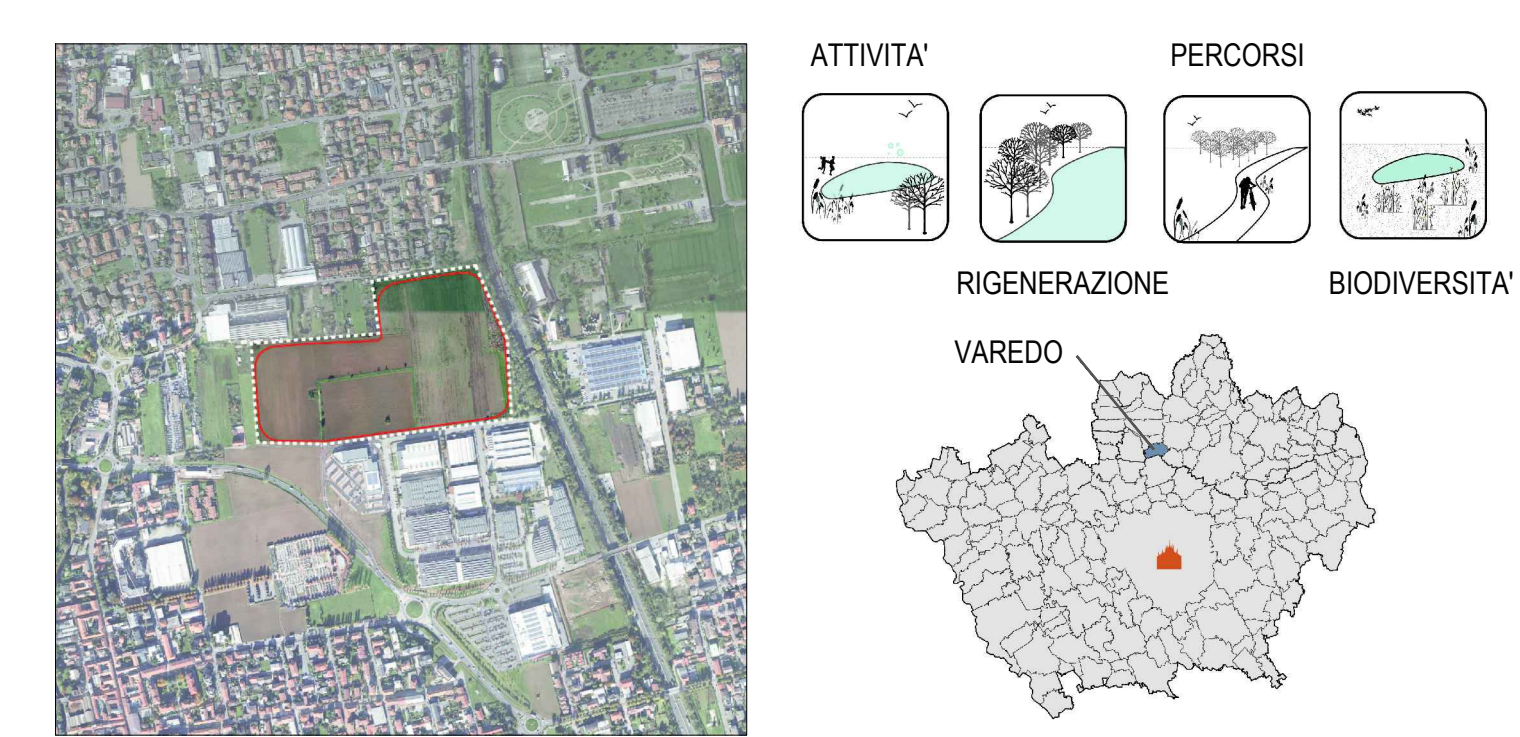 ATTIVITA'
PERCORSI
RIGENERAZIONE
BIODIVERSITA'
VAREDO